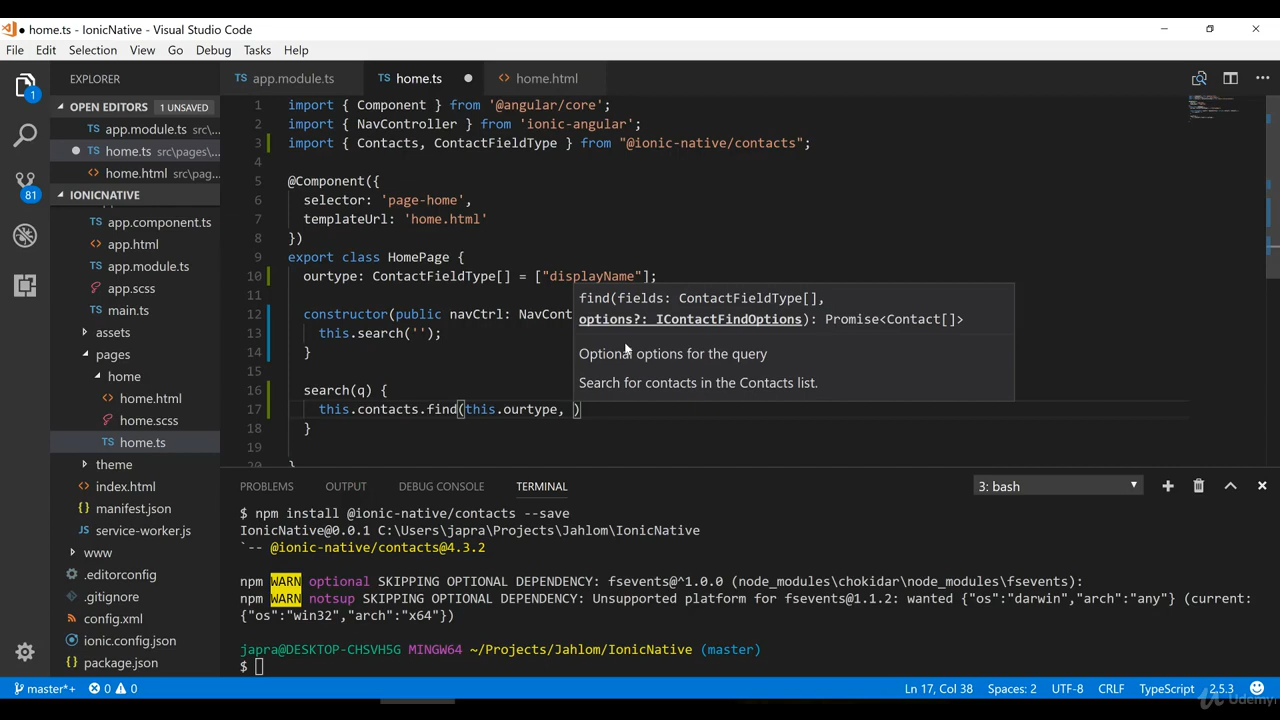 home.ts - IonicNative - Visual Studio Code
File Edit Selection View Go Debug Tasks Help
EXPLORER
OPEN EDITORS 1 UNSAVED
TS app.module.ts src\...
TS home.ts src\pages...
<> home.html src\pag...
IONICNATIVE
TS app.component.ts
<> app.html
TS app.module.ts
app.scss
TS main.ts
assets
pages
home
<> home.html
home.scss
TS home.ts
theme
<> index.html
manifest.json
JS service-worker.js
www
.editorconfig
.gitignore
config.xml
ionic.config.json
package.json
1
81
TS app.module.ts TS home.ts <> home.html
1 import { Component } from '@angular/core';
2 import { NavController } from 'ionic-angular';
3 import { Contacts, ContactFieldType } from "@ionic-native/contacts";
4
5 @Component({
6 selector: 'page-home',
7 templateUrl: 'home.html'
8 })
9 export class HomePage {
10 ourtype: ContactFieldType[] = ["displayName"];
11
12 constructor(public navCtrl: NavCont
13 this.search('');
14 }
15
16 search(q) {
17 this.contacts.find(this.ourtype, )
18 }
19
20 }
find(fields: ContactFieldType[],
options?: IContactFindOptions): Promise<Contact[]>
Optional options for the query
Search for contacts in the Contacts list.
PROBLEMS OUTPUT DEBUG CONSOLE TERMINAL 3: bash
$ npm install @ionic-native/contacts --save
IonicNative@0.0.1 C:\Users\japra\Projects\Jahlom\IonicNative
`-- @ionic-native/contacts@4.3.2
npm WARN optional SKIPPING OPTIONAL DEPENDENCY: fsevents@^1.0.0 (node_modules\chokidar\node_modules\fsevents):
npm WARN notsup SKIPPING OPTIONAL DEPENDENCY: Unsupported platform for fsevents@1.1.2: wanted {"os":"darwin","arch":"any"} (current:
{"os":"win32","arch":"x64"})
japra@DESKTOP-CHSVH5G MINGW64 ~/Projects/Jahlom/IonicNative (master)
$
master*+ 0 0 Ln 17, Col 38 Spaces: 2 UTF-8 CRLF TypeScript 2.5.3
Udemy